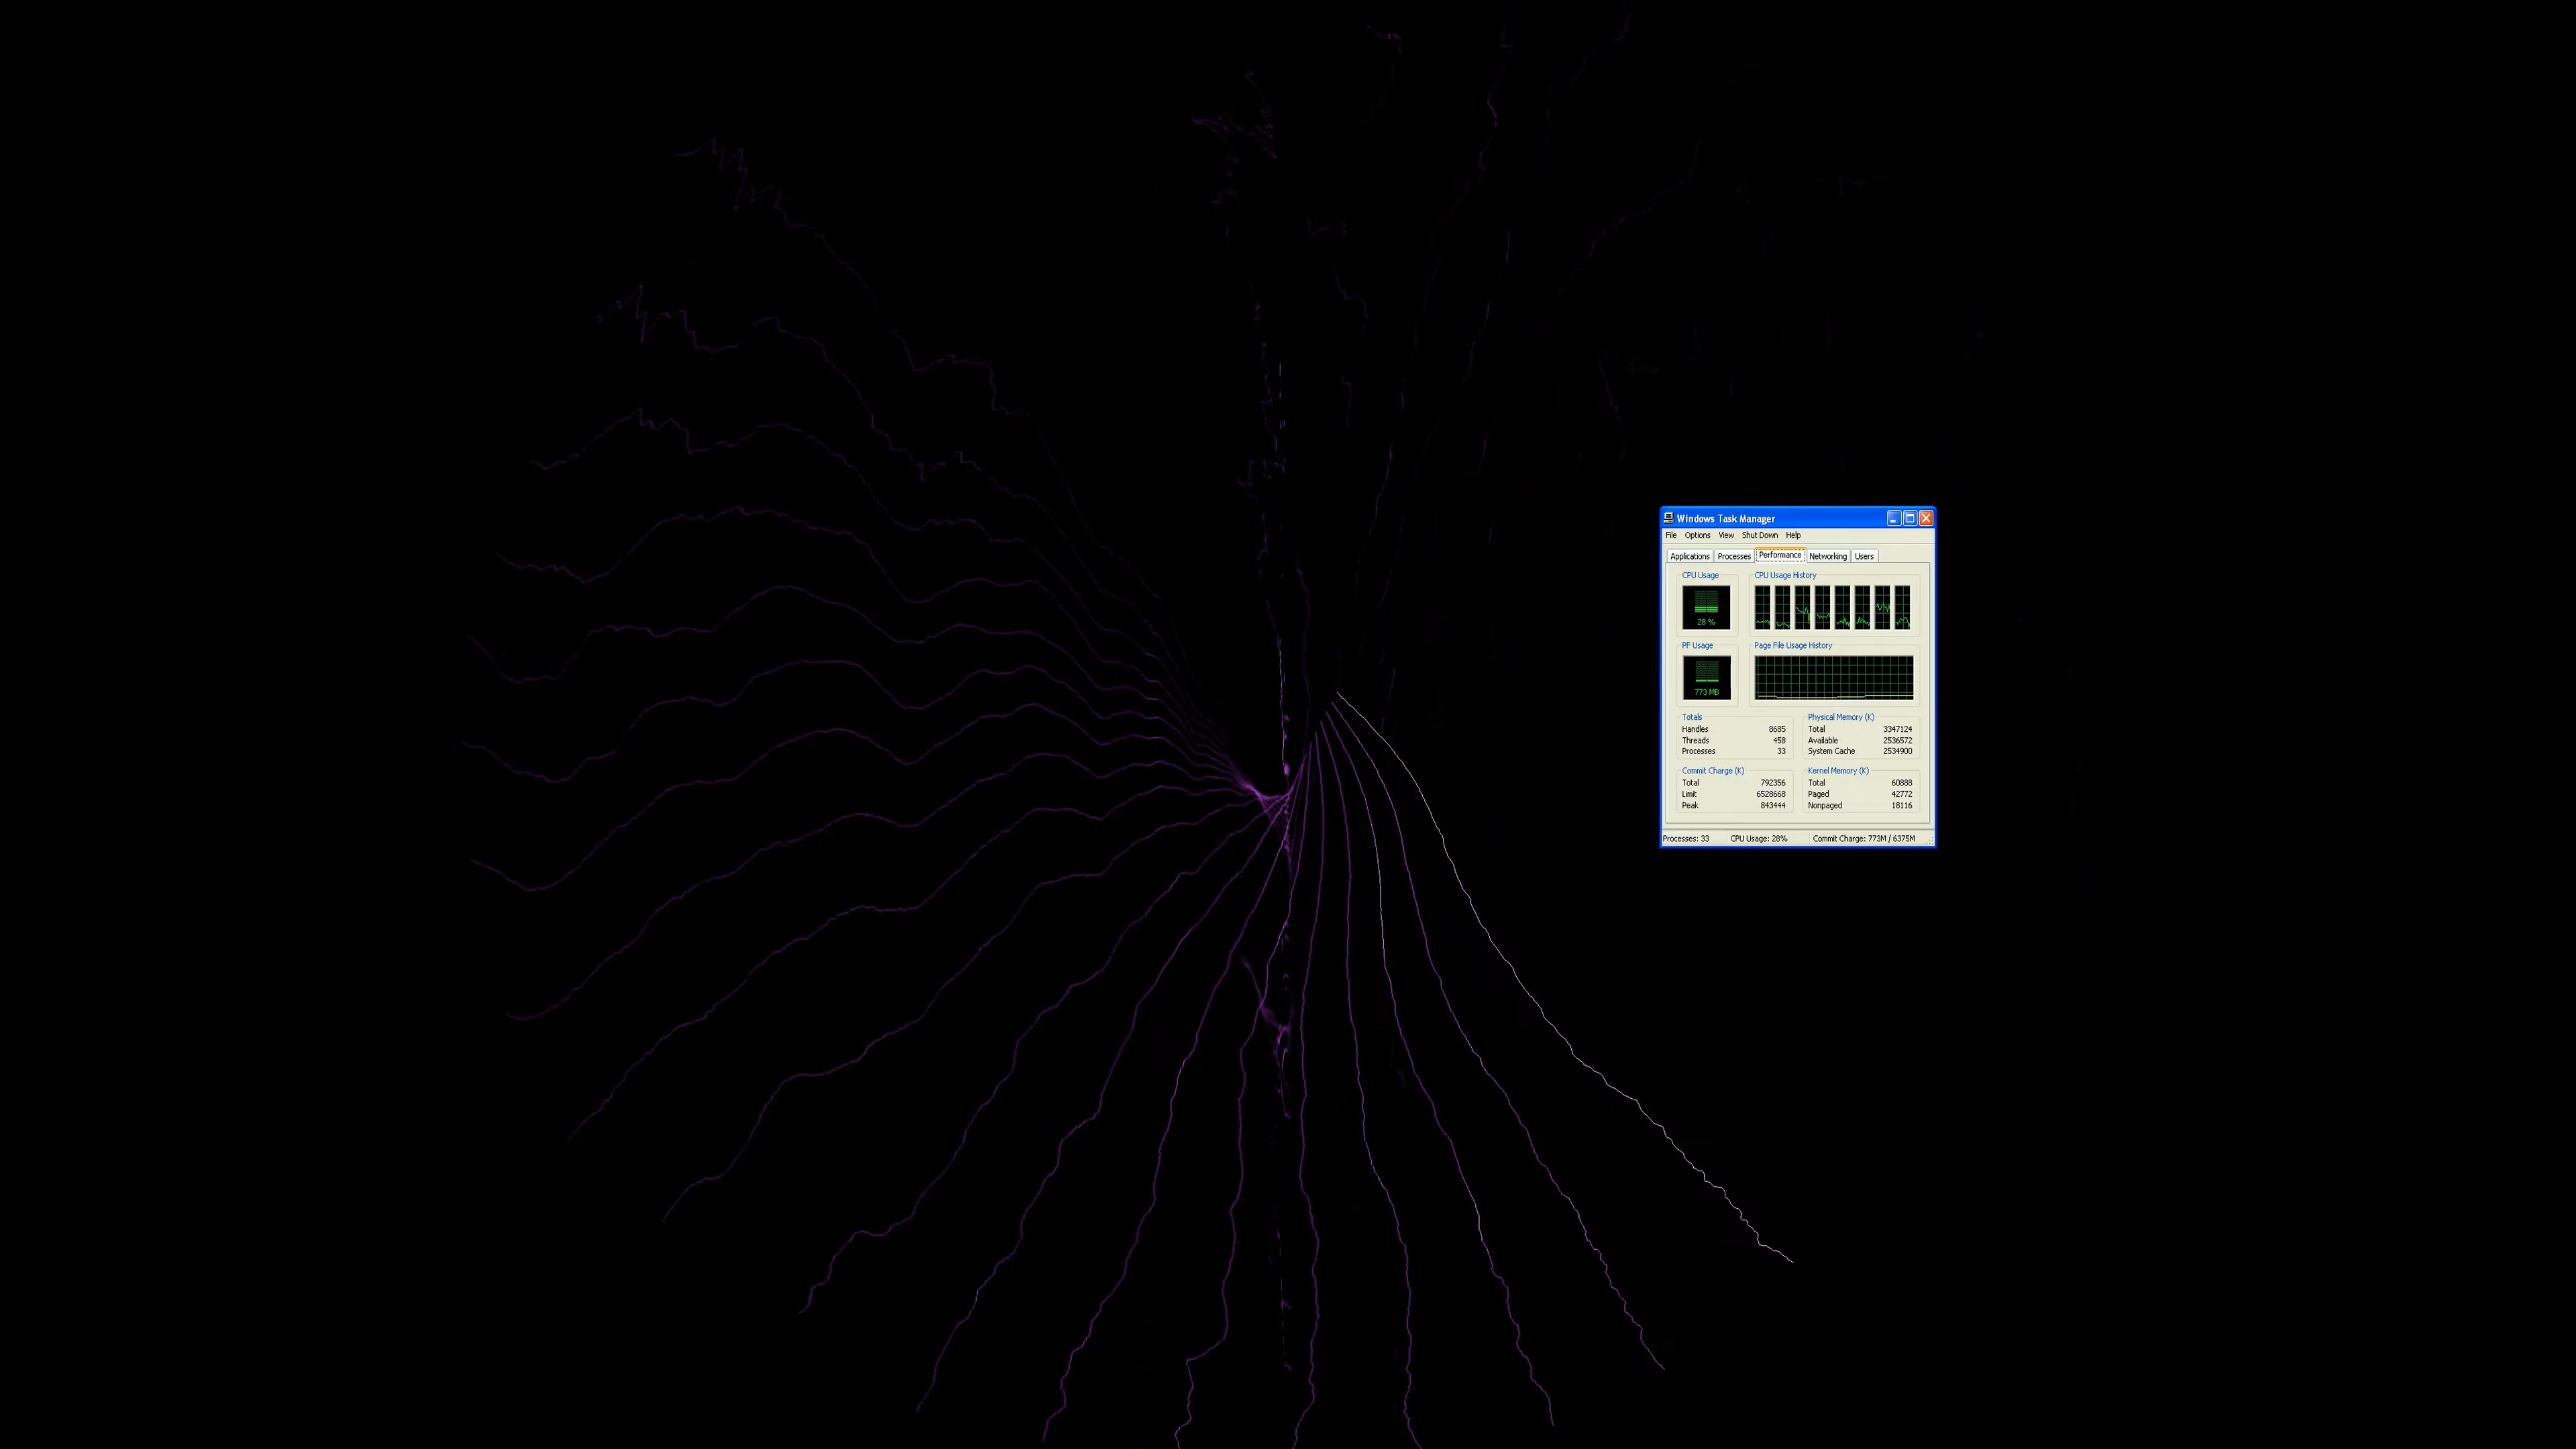 Windows Task Manager
File Options View Shut Down Help
Applications Processes Performance Networking Users
CPU Usage CPU Usage History
28 %
PF Usage Page File Usage History
773 MB
Totals Physical Memory (K)
Handles 8685 Total 3347124
Threads 458 Available 2536572
Processes 33 System Cache 2534900
Commit Charge (K) Kernel Memory (K)
Total 792356 Total 60888
Limit 6528668 Paged 42772
Peak 843444 Nonpaged 18116
Processes: 33 CPU Usage: 28% Commit Charge: 773M / 6375M